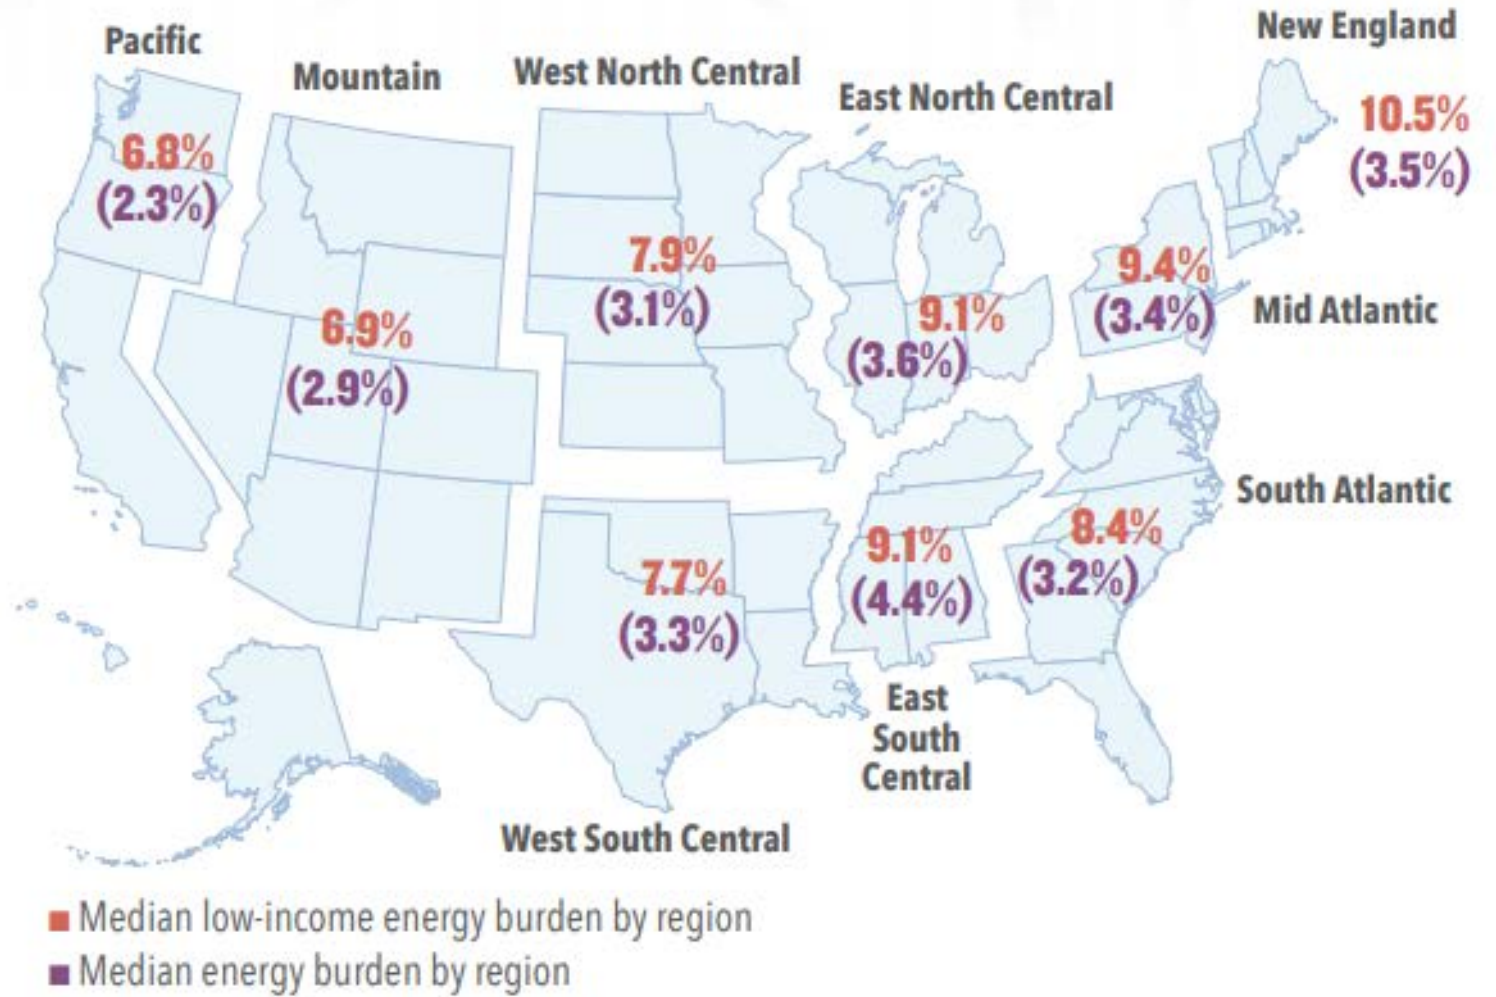 Pacific
6.8%
(2.3%)
Mountain
6.9%
(2.9%)
West North Central
7.9%
(3.1%)
East North Central
9.1%
(3.6%)
New England
10.5%
(3.5%)
9.4%
(3.4%)
Mid Atlantic
South Atlantic
8.4%
(3.2%)
9.1%
(4.4%)
East
South
Central
7.7%
(3.3%)
West South Central
Median low-income energy burden by region
Median energy burden by region